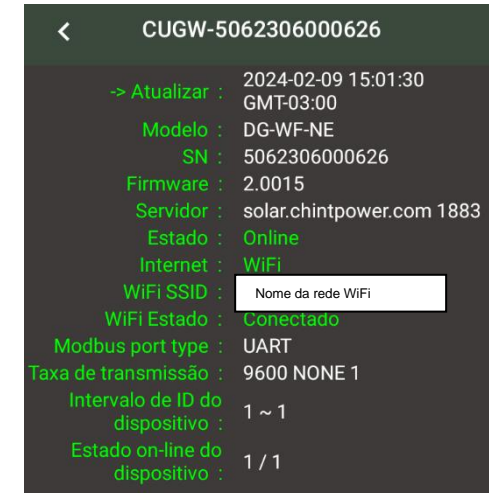 CUGW-5062306000626
-> Atualizar : 2024-02-09 15:01:30
GMT-03:00
Modelo : DG-WF-NE
SN : 5062306000626
Firmware : 2.0015
Servidor : solar.chintpower.com 1883
Estado : Online
Internet : WiFi
WiFi SSID : Nome da rede WiFi
WiFi Estado : Conectado
Modbus port type : UART
Taxa de transmissão : 9600 NONE 1
Intervalo de ID do
dispositivo : 1 ~ 1
Estado on-line do
dispositivo : 1 / 1